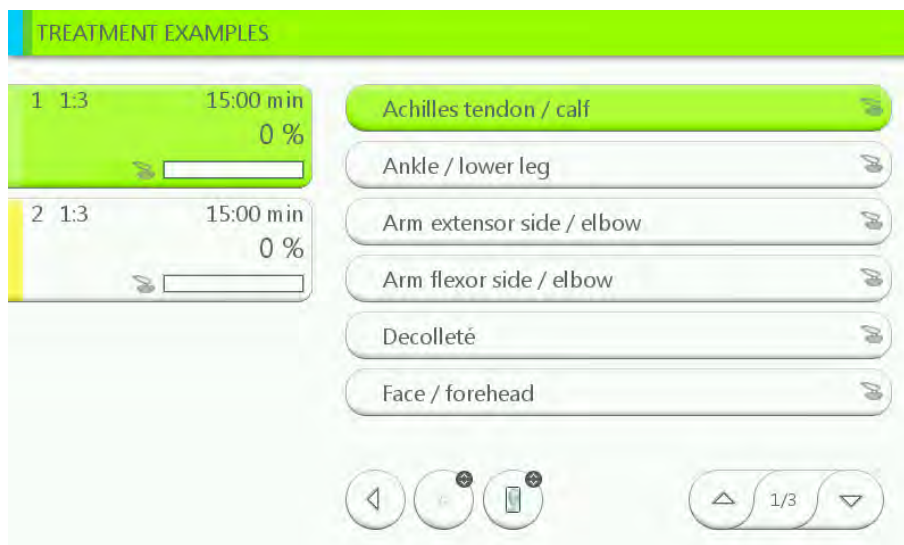 TREATMENT EXAMPLES
1 1:3 15:00 min
0 %
2 1:3 15:00 min
0 %
Achilles tendon / calf
Ankle / lower leg
Arm extensor side / elbow
Arm flexor side / elbow
Decolleté
Face / forehead
1/3